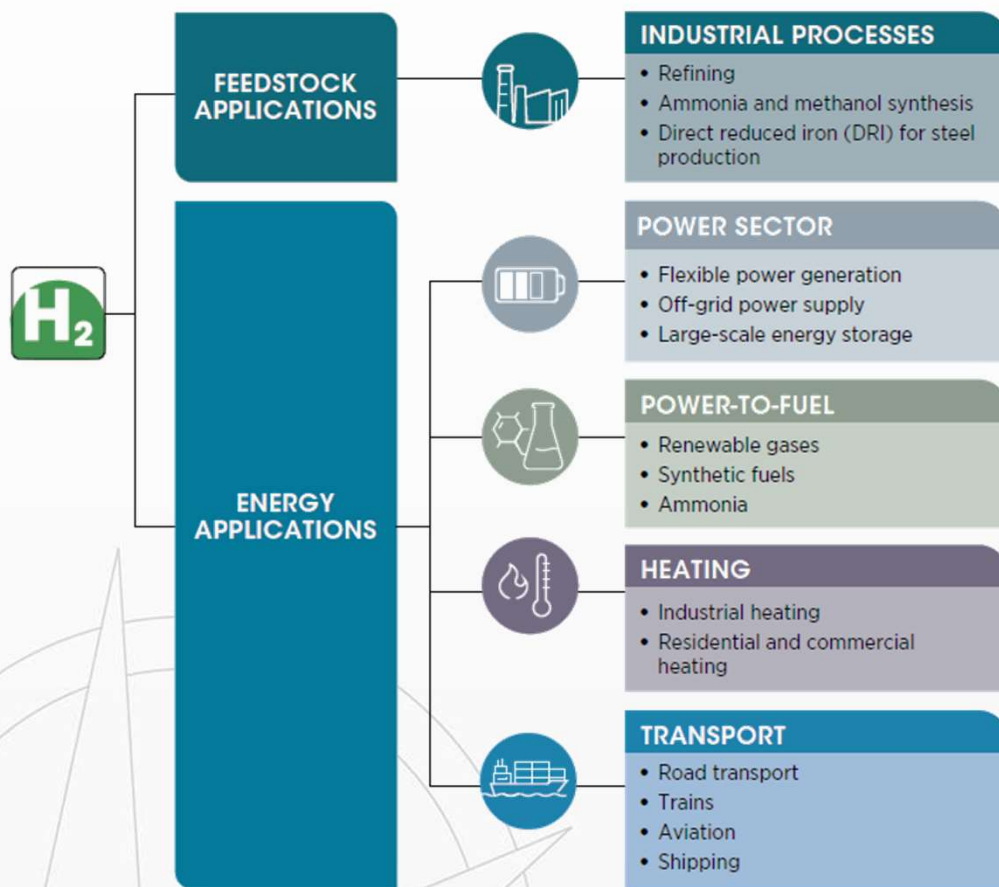 H2
FEEDSTOCK
APPLICATIONS
INDUSTRIAL PROCESSES
• Refining
• Ammonia and methanol synthesis
• Direct reduced iron (DRI) for steel
production
ENERGY
APPLICATIONS
POWER SECTOR
• Flexible power generation
• Off-grid power supply
• Large-scale energy storage
POWER-TO-FUEL
• Renewable gases
• Synthetic fuels
• Ammonia
HEATING
• Industrial heating
• Residential and commercial
heating
TRANSPORT
• Road transport
• Trains
• Aviation
• Shipping